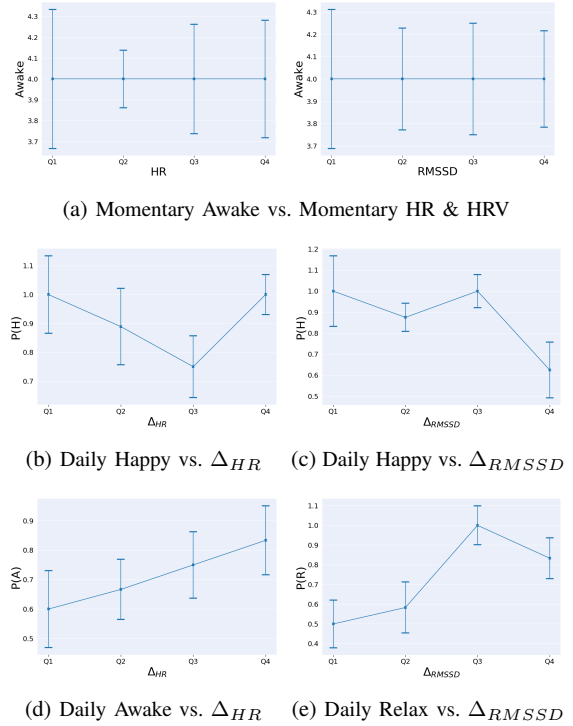 4.3
4.2
4.1
4.0
3.9
3.8
3.7
Awake
Q1 Q2 Q3 Q4
HR
4.3
4.2
4.1
4.0
3.9
3.8
3.7
Awake
Q1 Q2 Q3 Q4
RMSSD
(a) Momentary Awake vs. Momentary HR & HRV
1.1
1.0
0.9
0.8
0.7
P(H)
Q1 Q2 Q3 Q4
Δ_HR
1.2
1.1
1.0
0.9
0.8
0.7
0.6
0.5
P(H)
Q1 Q2 Q3 Q4
Δ_RMSSD
(b) Daily Happy vs. Δ_HR (c) Daily Happy vs. Δ_RMSSD
0.9
0.8
0.7
0.6
0.5
P(A)
Q1 Q2 Q3 Q4
Δ_HR
1.1
1.0
0.9
0.8
0.7
0.6
0.5
0.4
P(R)
Q1 Q2 Q3 Q4
Δ_RMSSD
(d) Daily Awake vs. Δ_HR (e) Daily Relax vs. Δ_RMSSD